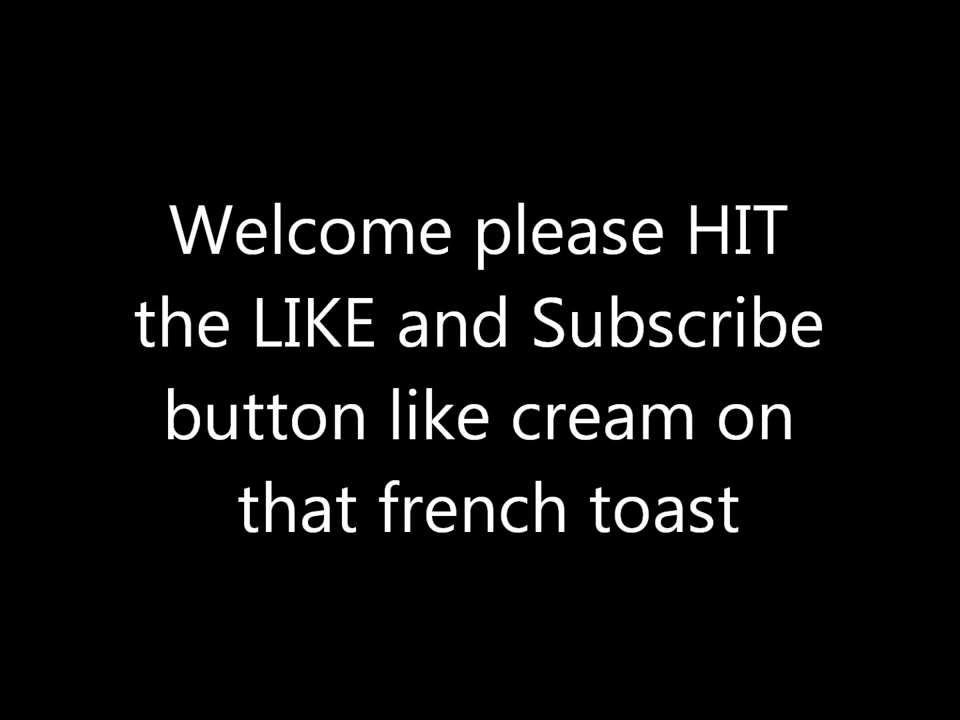 Welcome please HIT
the LIKE and Subscribe
button like cream on
that french toast